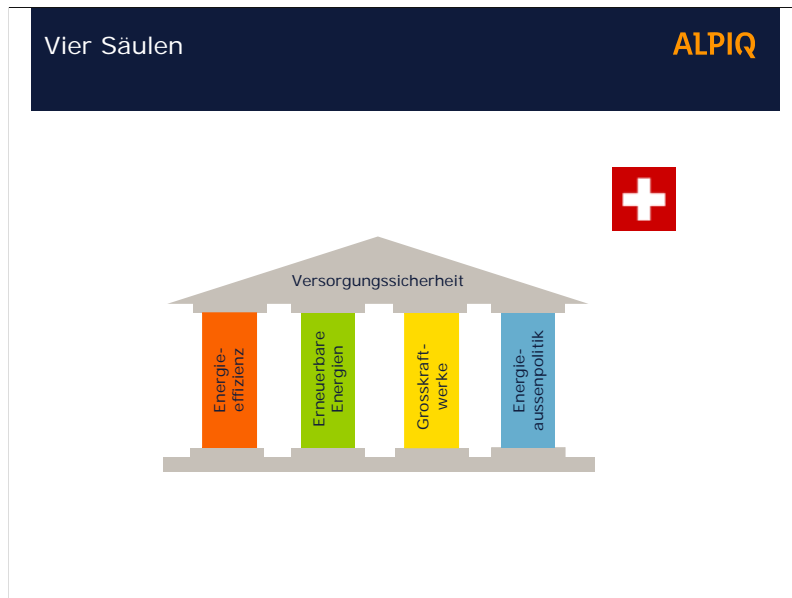 Vier Säulen
ALPIQ
Versorgungssicherheit
Energie-
effizienz
Erneuerbare
Energien
Grosskraft-
werke
Energie-
aussenpolitik